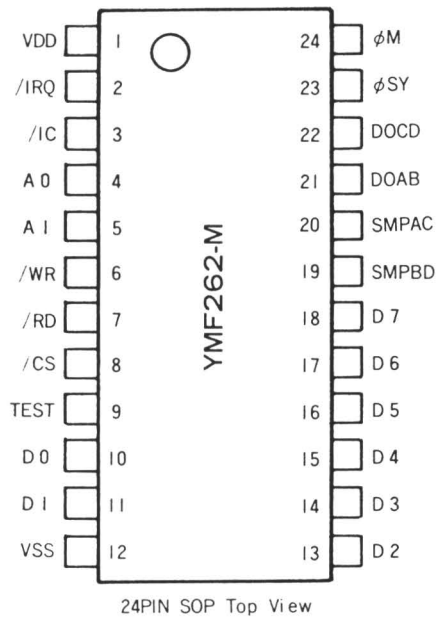 VDD 1 24 φM
/IRQ 2 23 φSY
/IC 3 22 DOCD
A0 4 21 DOAB
A1 5 20 SMPAC
/WR 6 19 SMPBD
/RD 7 18 D7
/CS 8 17 D6
TEST 9 16 D5
D0 10 15 D4
D1 11 14 D3
VSS 12 13 D2
YMF262-M
24PIN SOP Top View